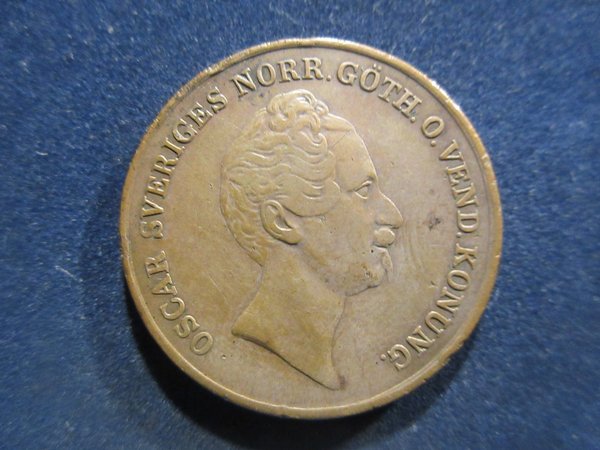 OSCAR SVERIGES NORR. GÖTH. O. VEND. KONUNG.